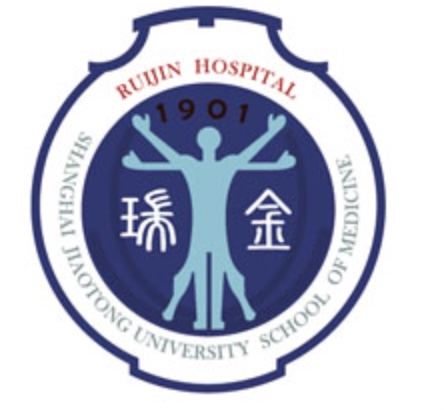 RUIJIN HOSPITAL
1901
瑞金
SHANGHAI JIAOTONG UNIVERSITY SCHOOL OF MEDICINE